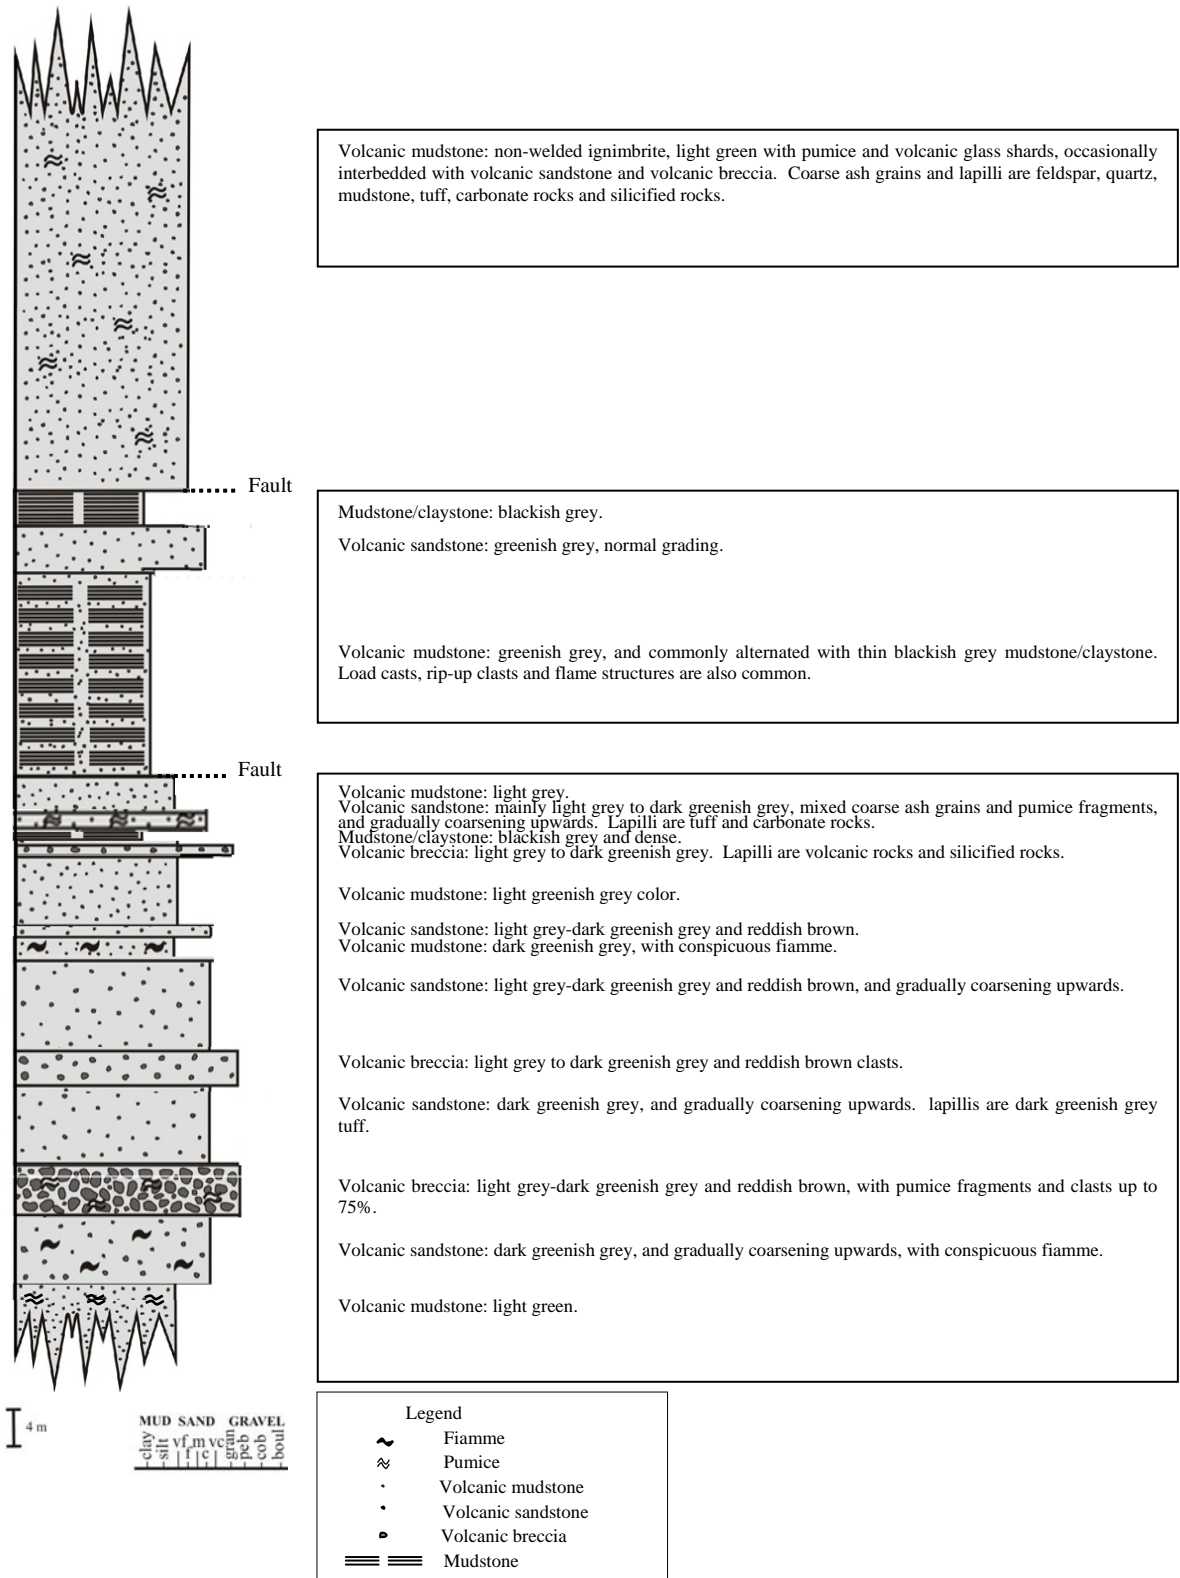 Volcanic mudstone: non-welded ignimbrite, light green with pumice and volcanic glass shards, occasionally
interbedded with volcanic sandstone and volcanic breccia. Coarse ash grains and lapilli are feldspar, quartz,
mudstone, tuff, carbonate rocks and silicified rocks.
Fault
Mudstone/claystone: blackish grey.
Volcanic sandstone: greenish grey, normal grading.
Volcanic mudstone: greenish grey, and commonly alternated with thin blackish grey mudstone/claystone.
Load casts, rip-up clasts and flame structures are also common.
Fault
Volcanic mudstone: light grey.
Volcanic sandstone: mainly light grey to dark greenish grey, mixed coarse ash grains and pumice fragments,
and gradually coarsening upwards. Lapilli are tuff and carbonate rocks.
Mudstone/claystone: blackish grey and dense.
Volcanic breccia: light grey to dark greenish grey. Lapilli are volcanic rocks and silicified rocks.
Volcanic mudstone: light greenish grey color.
Volcanic sandstone: light grey-dark greenish grey and reddish brown.
Volcanic mudstone: dark greenish grey, with conspicuous fiamme.
Volcanic sandstone: light grey-dark greenish grey and reddish brown, and gradually coarsening upwards.
Volcanic breccia: light grey to dark greenish grey and reddish brown clasts.
Volcanic sandstone: dark greenish grey, and gradually coarsening upwards. lapillis are dark greenish grey
tuff.
Volcanic breccia: light grey-dark greenish grey and reddish brown, with pumice fragments and clasts up to
75%.
Volcanic sandstone: dark greenish grey, and gradually coarsening upwards, with conspicuous fiamme.
Volcanic mudstone: light green.
4 m
MUD SAND GRAVEL
clay silt vf f m c vc gran peb cob boul
Legend
Fiamme
Pumice
Volcanic mudstone
Volcanic sandstone
Volcanic breccia
Mudstone